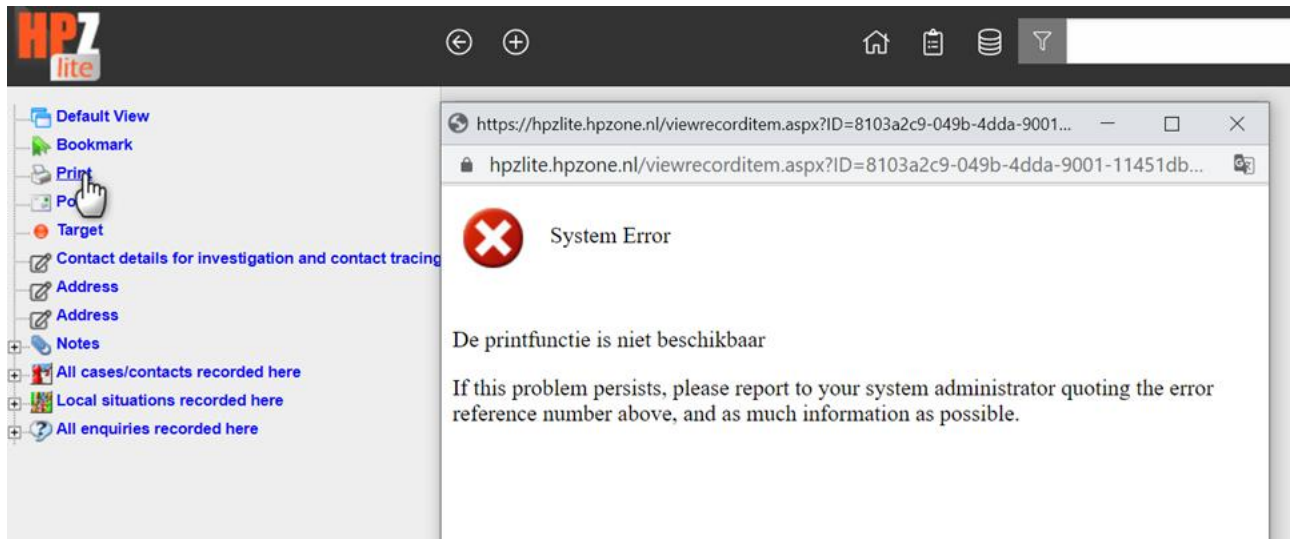 HPZ
lite
Default View
Bookmark
Print
Po
Target
Contact details for investigation and contact tracing
Address
Address
Notes
All cases/contacts recorded here
Local situations recorded here
All enquiries recorded here
https://hpzlite.hpzone.nl/viewrecorditem.aspx?ID=8103a2c9-049b-4dda-9001...
hpzlite.hpzone.nl/viewrecorditem.aspx?ID=8103a2c9-049b-4dda-9001-11451db...
System Error
De printfunctie is niet beschikbaar
If this problem persists, please report to your system administrator quoting the error
reference number above, and as much information as possible.